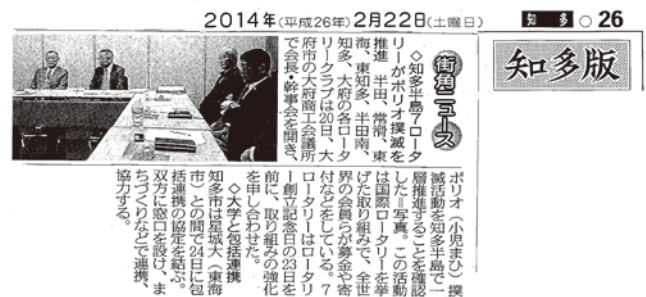 2014年(平成26年)2月22日(土曜日)
知多 ○ 26
知多版
街角ニュース
◇知多半島7ロータ
リーがポリオ撲滅を
推進 半田、常滑、東
海、東知多、半田南、
知多、大府の各ロータ
リークラブは20日、大
府市の大府商工会議所
で会長・幹事会を開き、
ポリオ（小児まひ）撲
滅活動を知多半島で一
層推進することを確認
した＝写真。この活動
は国際ロータリーを挙
げた取り組みで、全世
界の会員らが募金や寄
付などをしている。7
ロータリーはロータリ
ー創立記念日の23日を
前に、取り組みの強化
を申し合わせた。
◇大学と包括連携
知多市は星城大（東海
市）との間で24日に包
括連携の協定を結ぶ。
双方に窓口を設け、ま
ちづくりなどで連携、
協力する。